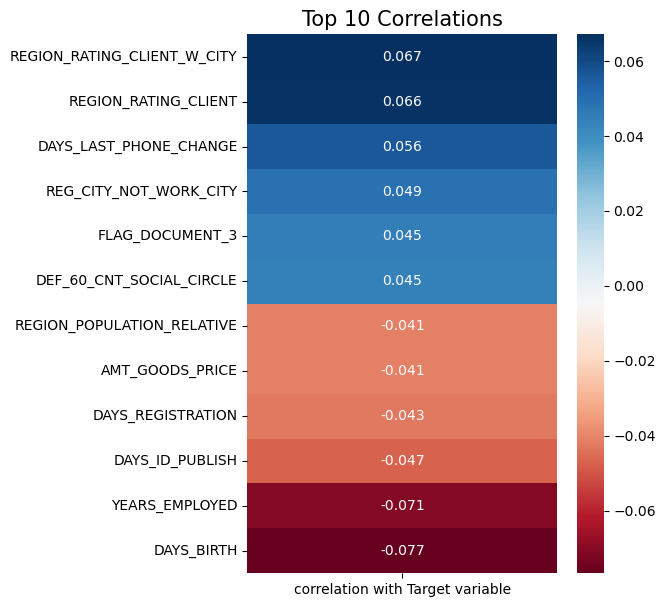 Top 10 Correlations
REGION_RATING_CLIENT_W_CITY 0.067
REGION_RATING_CLIENT 0.066
DAYS_LAST_PHONE_CHANGE 0.056
REG_CITY_NOT_WORK_CITY 0.049
FLAG_DOCUMENT_3 0.045
DEF_60_CNT_SOCIAL_CIRCLE 0.045
REGION_POPULATION_RELATIVE -0.041
AMT_GOODS_PRICE -0.041
DAYS_REGISTRATION -0.043
DAYS_ID_PUBLISH -0.047
YEARS_EMPLOYED -0.071
DAYS_BIRTH -0.077
correlation with Target variable
0.06
0.04
0.02
0.00
−0.02
−0.04
−0.06